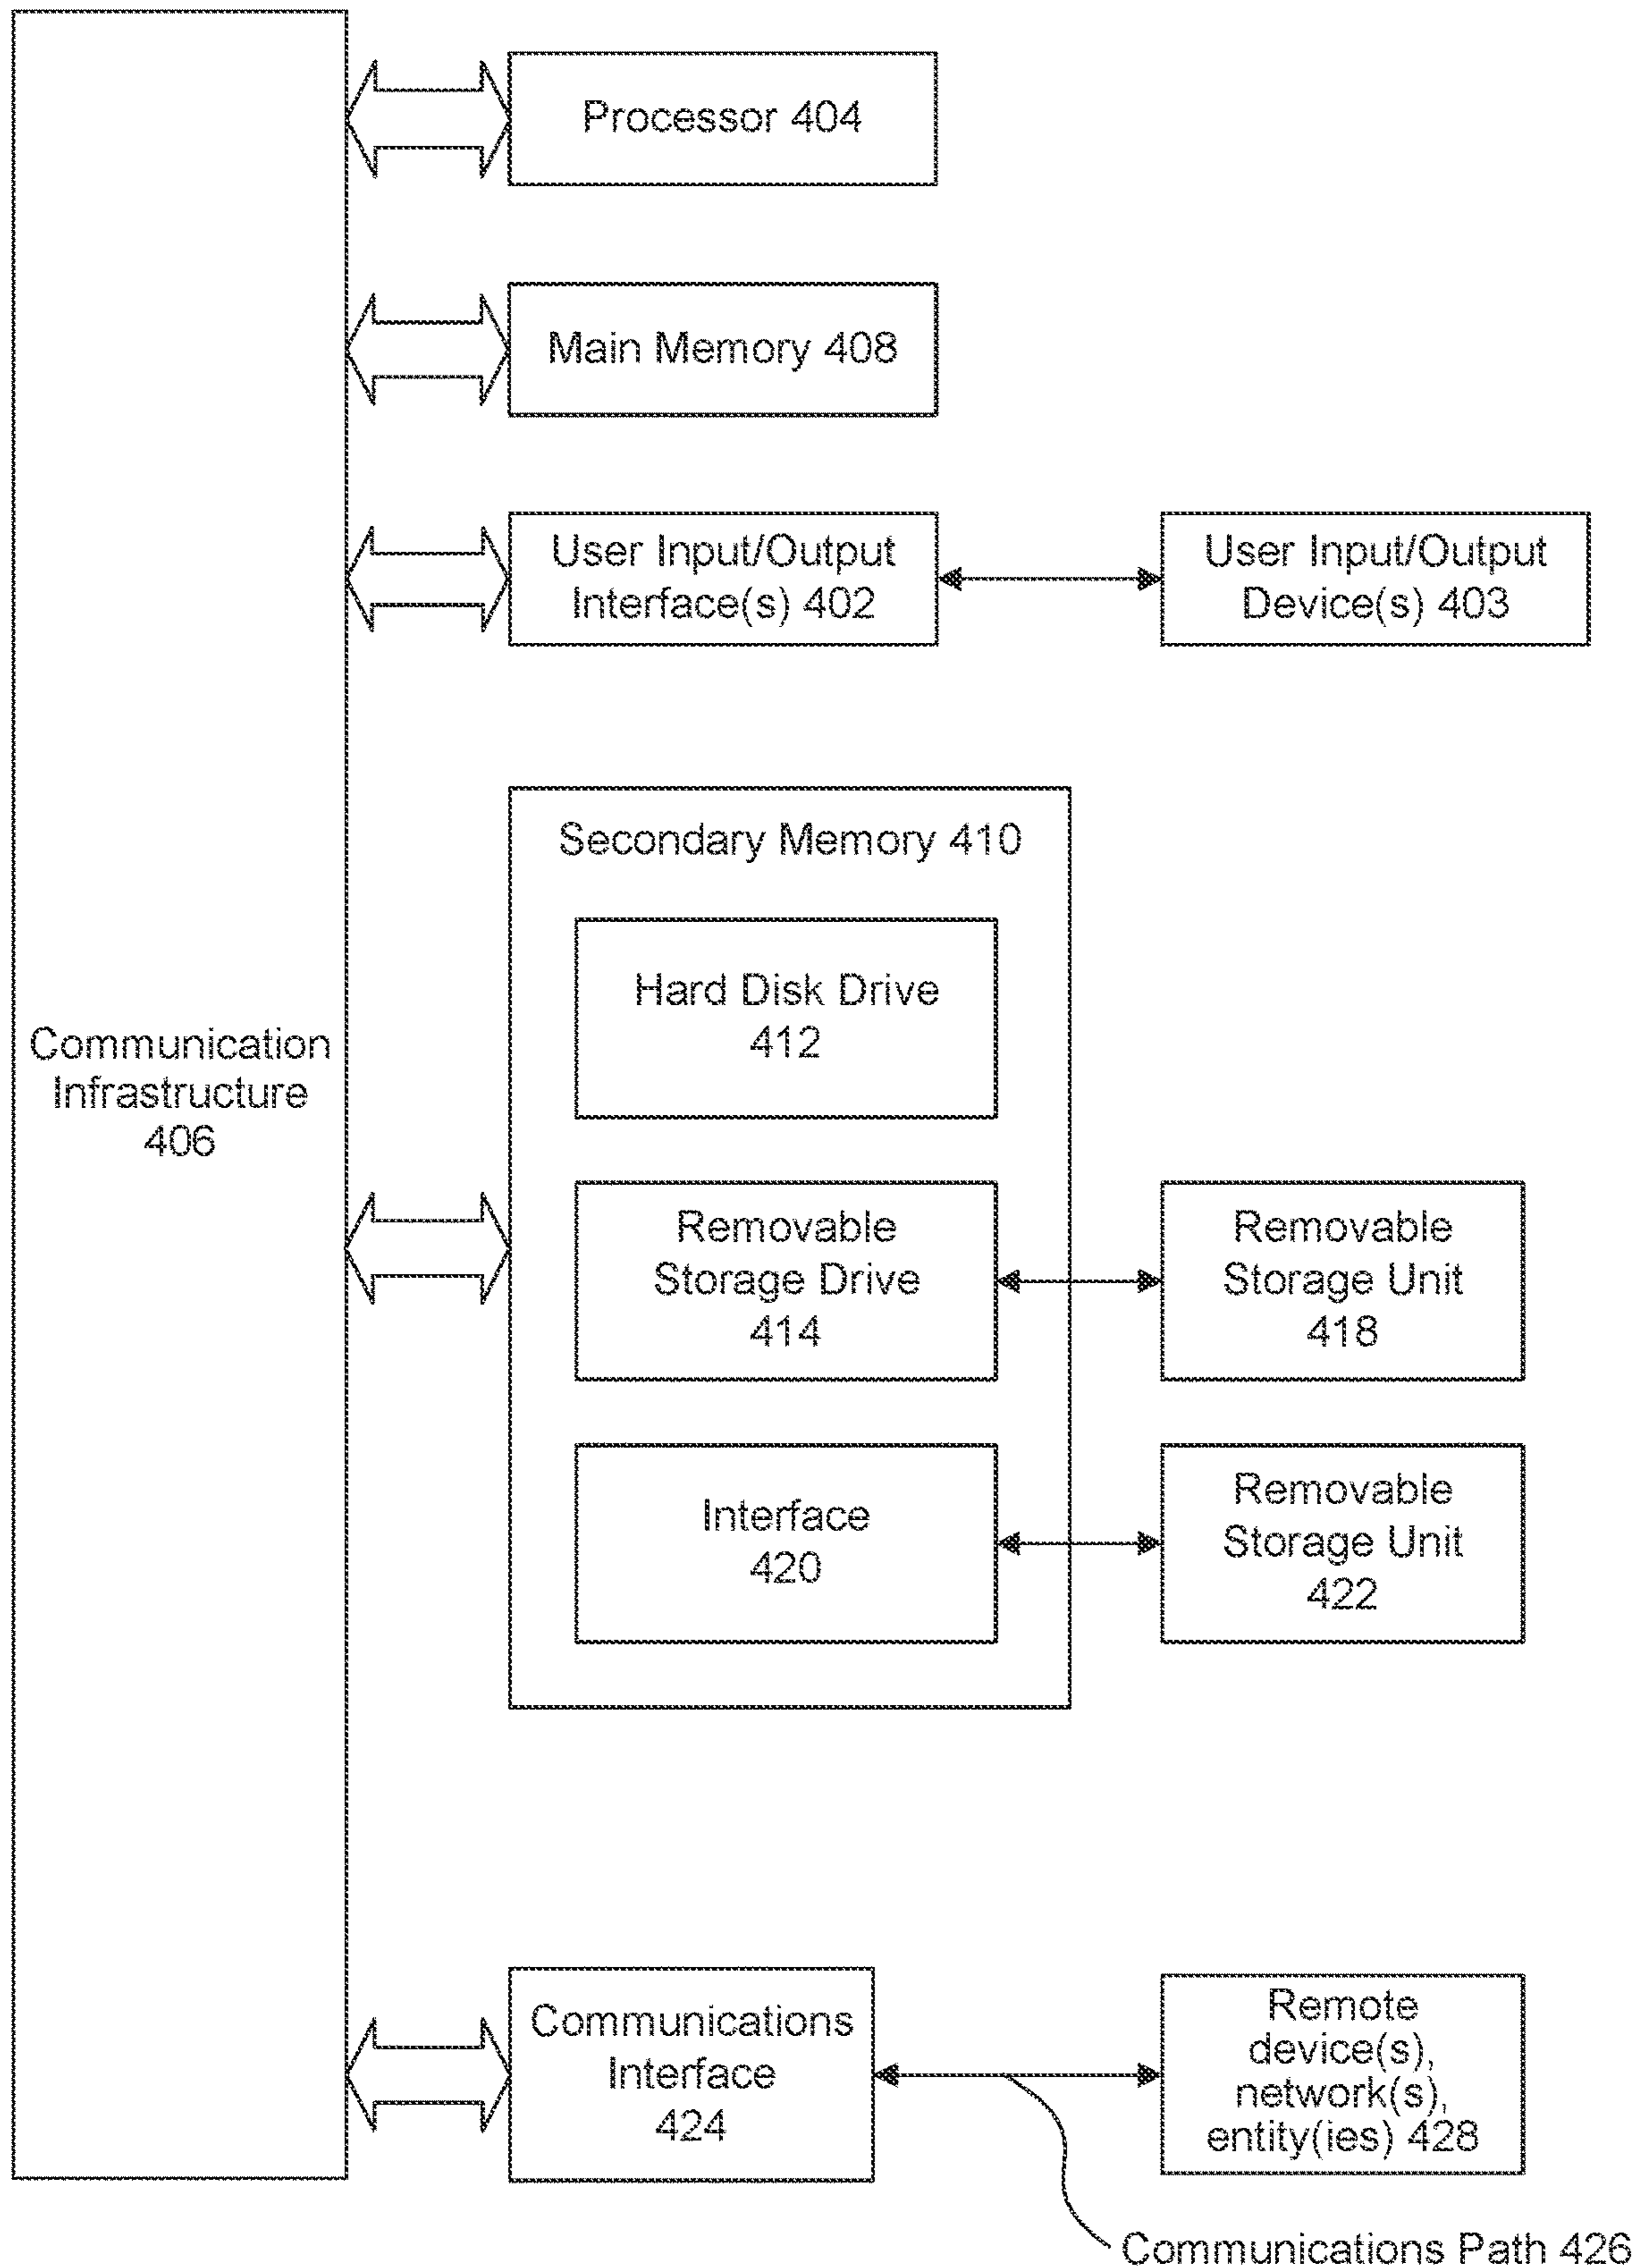 Processor 404
Main Memory 408
User Input/Output
Interface(s) 402
User Input/Output
Device(s) 403
Secondary Memory 410
Hard Disk Drive
412
Communication
Infrastructure
406
Removable
Storage Drive
414
Removable
Storage Unit
418
Interface
420
Removable
Storage Unit
422
Communications
Interface
424
Remote
device(s),
network(s),
entity(ies) 428
Communications Path 426